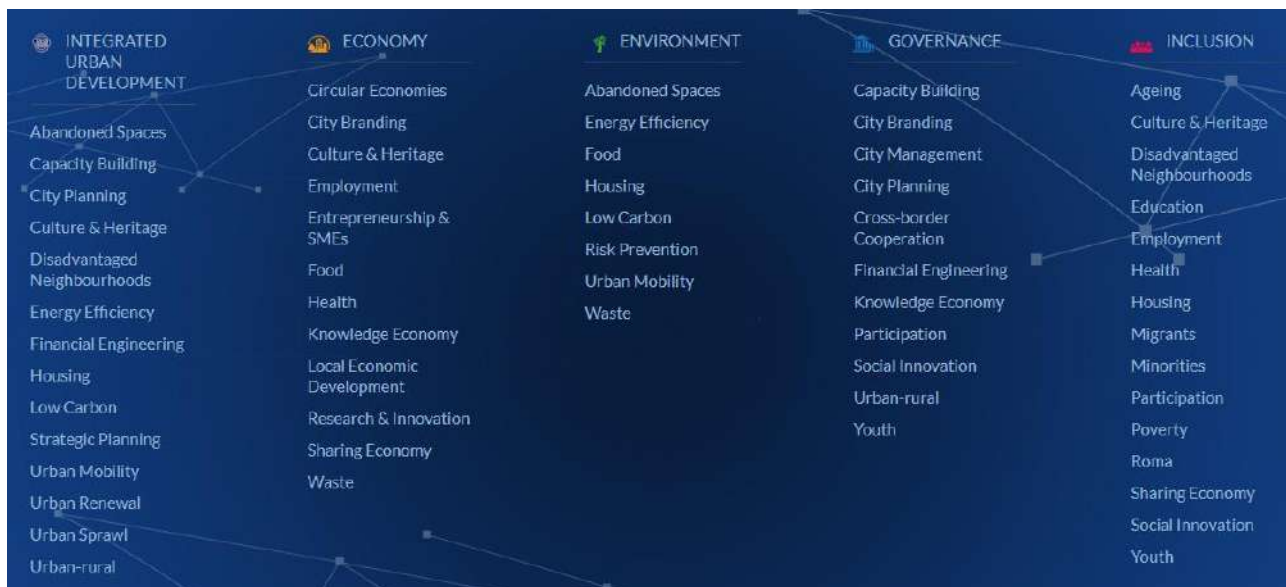 INTEGRATED
URBAN
DEVELOPMENT
Abandoned Spaces
Capacity Building
City Planning
Culture & Heritage
Disadvantaged
Neighbourhoods
Energy Efficiency
Financial Engineering
Housing
Low Carbon
Strategic Planning
Urban Mobility
Urban Renewal
Urban Sprawl
Urban-rural
ECONOMY
Circular Economies
City Branding
Culture & Heritage
Employment
Entrepreneurship &
SMEs
Food
Health
Knowledge Economy
Local Economic
Development
Research & Innovation
Sharing Economy
Waste
ENVIRONMENT
Abandoned Spaces
Energy Efficiency
Food
Housing
Low Carbon
Risk Prevention
Urban Mobility
Waste
GOVERNANCE
Capacity Building
City Branding
City Management
City Planning
Cross-border
Cooperation
Financial Engineering
Knowledge Economy
Participation
Social Innovation
Urban-rural
Youth
INCLUSION
Ageing
Culture & Heritage
Disadvantaged
Neighbourhoods
Education
Employment
Health
Housing
Migrants
Minorities
Participation
Poverty
Roma
Sharing Economy
Social Innovation
Youth